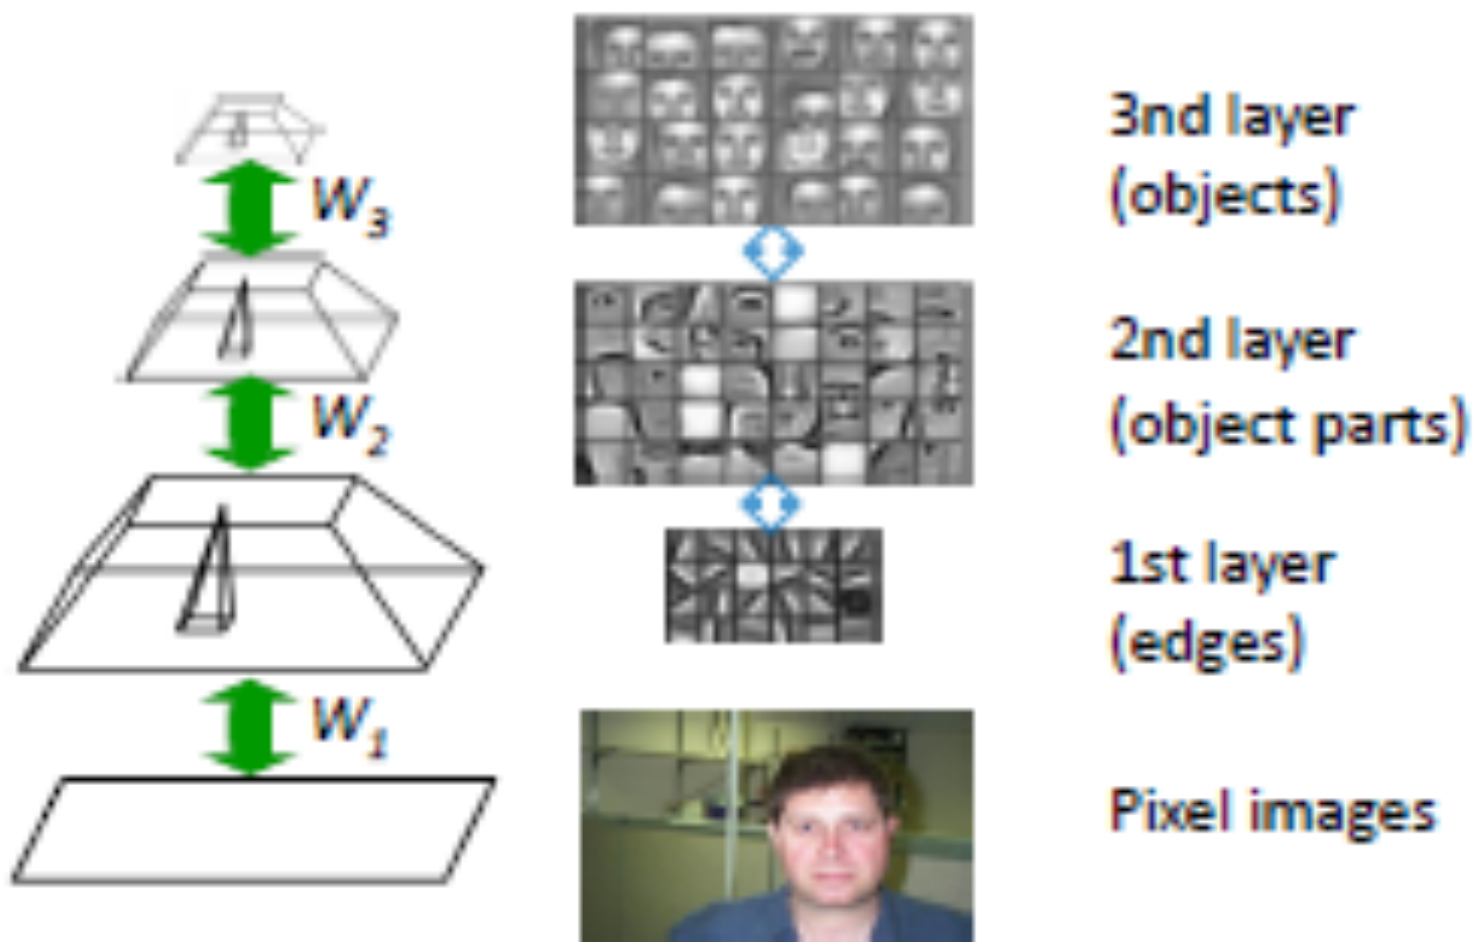 W3
3nd layer
(objects)
W2
2nd layer
(object parts)
W1
1st layer
(edges)
Pixel images